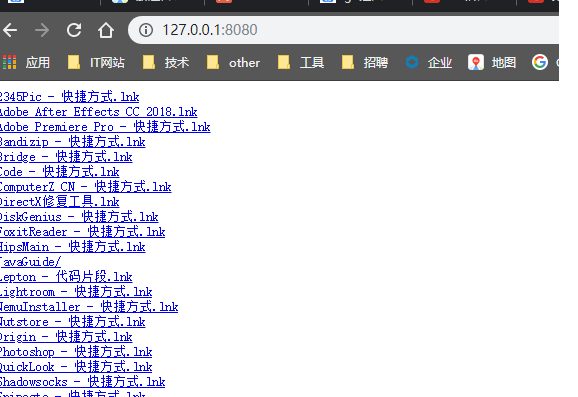 127.0.0.1:8080
应用 IT网站 技术 other 工具 招聘 企业 地图
2345Pic - 快捷方式.lnk
Adobe After Effects CC 2018.lnk
Adobe Premiere Pro - 快捷方式.lnk
Bandizip - 快捷方式.lnk
Bridge - 快捷方式.lnk
Code - 快捷方式.lnk
ComputerZ_CN - 快捷方式.lnk
DirectX修复工具.lnk
DiskGenius - 快捷方式.lnk
FoxitReader - 快捷方式.lnk
HipsMain - 快捷方式.lnk
JavaGuide/
Lepton - 代码片段.lnk
Lightroom - 快捷方式.lnk
NemuInstaller - 快捷方式.lnk
Nutstore - 快捷方式.lnk
Origin - 快捷方式.lnk
Photoshop - 快捷方式.lnk
QuickLook - 快捷方式.lnk
Shadowsocks - 快捷方式.lnk